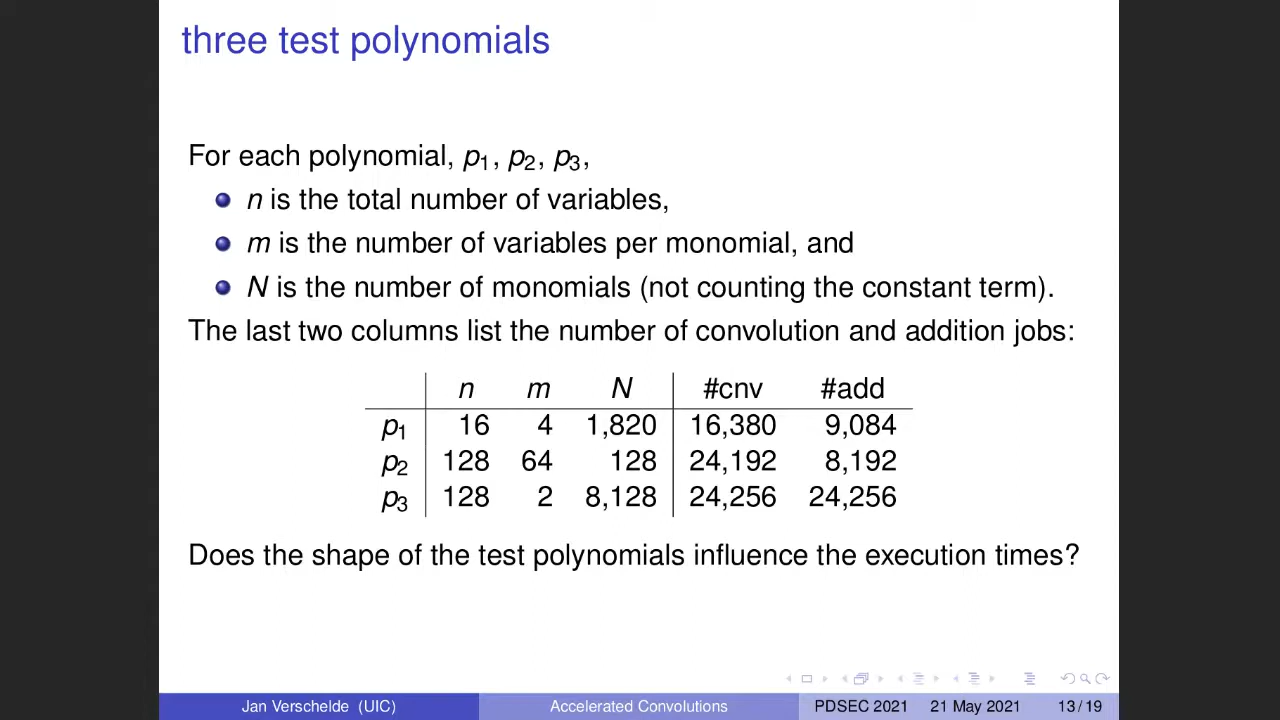 three test polynomials
For each polynomial, p1, p2, p3,
n is the total number of variables,
m is the number of variables per monomial, and
N is the number of monomials (not counting the constant term).
The last two columns list the number of convolution and addition jobs:
n m N #cnv #add
p1 16 4 1,820 16,380 9,084
p2 128 64 128 24,192 8,192
p3 128 2 8,128 24,256 24,256
Does the shape of the test polynomials influence the execution times?
Jan Verschelde (UIC) Accelerated Convolutions PDSEC 2021 21 May 2021 13 / 19